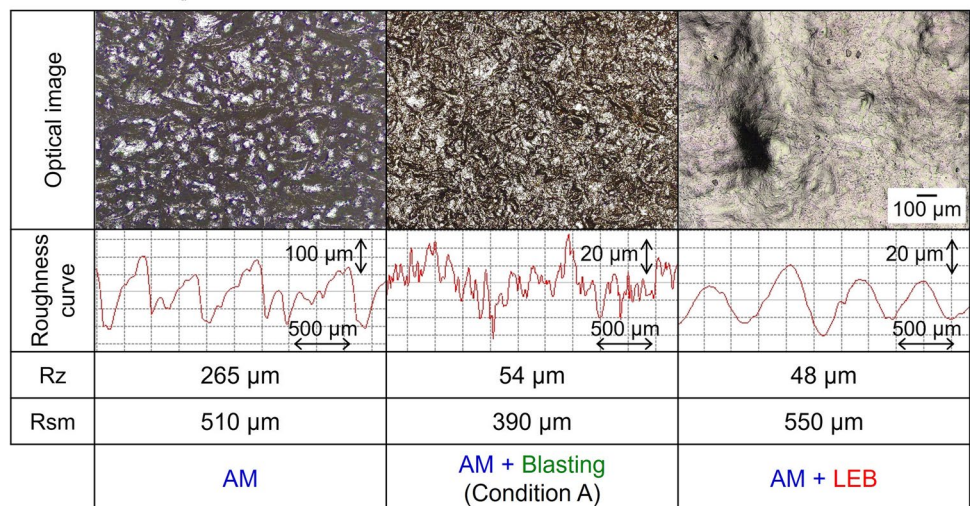 Optical image
100 µm
Roughness
curve
100 µm
500 µm
20 µm
500 µm
20 µm
500 µm
Rz
265 µm
54 µm
48 µm
Rsm
510 µm
390 µm
550 µm
AM
AM + Blasting
(Condition A)
AM + LEB